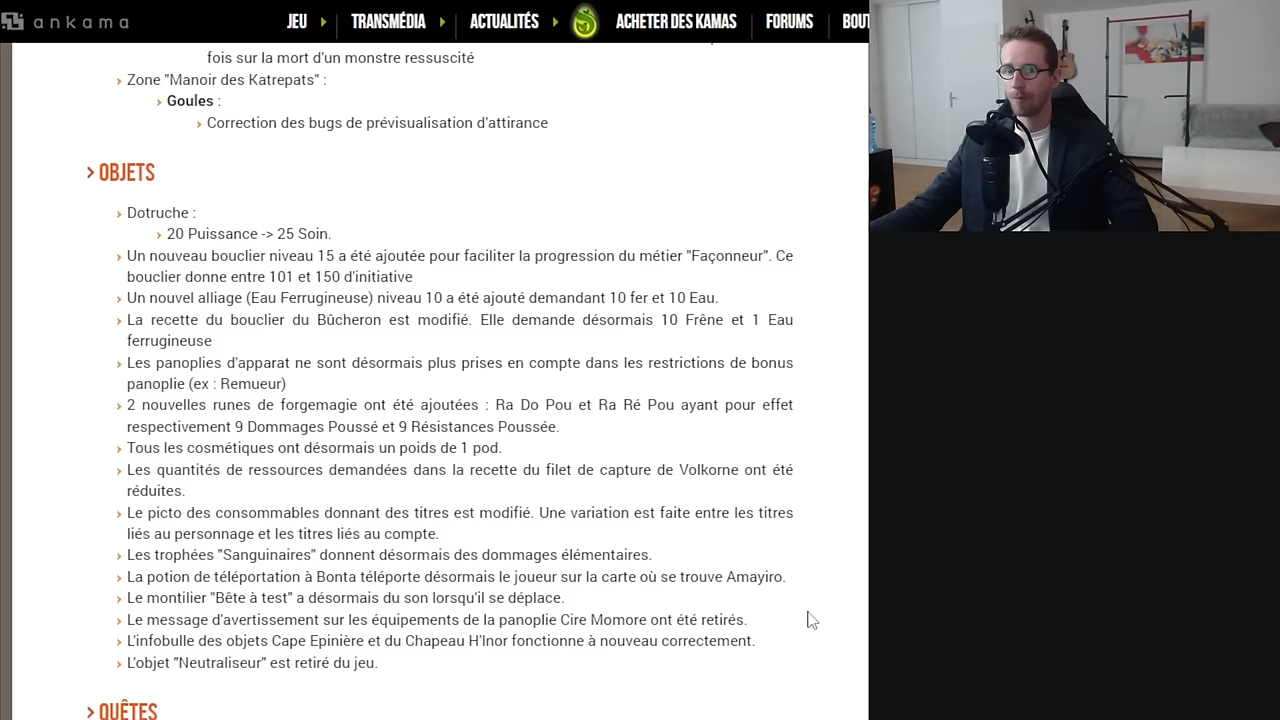 ankama
JEU
TRANSMÉDIA
ACTUALITÉS
ACHETER DES KAMAS
FORUMS
BOUT
fois sur la mort d'un monstre ressuscité
Zone "Manoir des Katrepats" :
Goules :
Correction des bugs de prévisualisation d'attirance
> OBJETS
Dotruche :
20 Puissance -> 25 Soin.
Un nouveau bouclier niveau 15 a été ajoutée pour faciliter la progression du métier "Façonneur". Ce
bouclier donne entre 101 et 150 d'initiative
Un nouvel alliage (Eau Ferrugineuse) niveau 10 a été ajouté demandant 10 fer et 10 Eau.
La recette du bouclier du Bûcheron est modifié. Elle demande désormais 10 Frêne et 1 Eau
ferrugineuse
Les panoplies d'apparat ne sont désormais plus prises en compte dans les restrictions de bonus
panoplie (ex : Remueur)
2 nouvelles runes de forgemagie ont été ajoutées : Ra Do Pou et Ra Ré Pou ayant pour effet
respectivement 9 Dommages Poussé et 9 Résistances Poussée.
Tous les cosmétiques ont désormais un poids de 1 pod.
Les quantités de ressources demandées dans la recette du filet de capture de Volkorne ont été
réduites.
Le picto des consommables donnant des titres est modifié. Une variation est faite entre les titres
liés au personnage et les titres liés au compte.
Les trophées "Sanguinaires" donnent désormais des dommages élémentaires.
La potion de téléportation à Bonta téléporte désormais le joueur sur la carte où se trouve Amayiro.
Le montilier "Bête à test" a désormais du son lorsqu'il se déplace.
Le message d'avertissement sur les équipements de la panoplie Cire Momore ont été retirés.
L'infobulle des objets Cape Epinière et du Chapeau H'Inor fonctionne à nouveau correctement.
L'objet "Neutraliseur" est retiré du jeu.
> QUÊTES